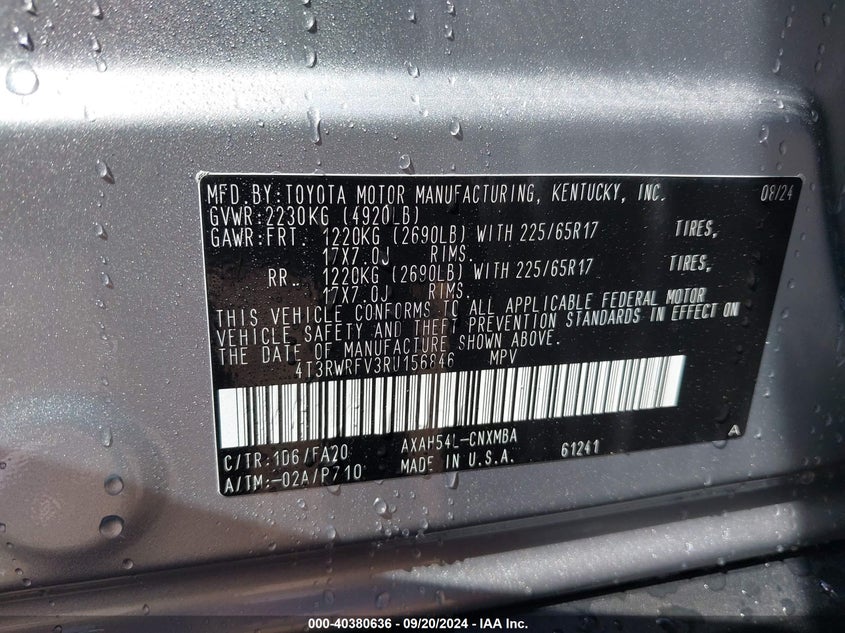 MFD.BY:TOYOTA MOTOR MANUFACTURING, KENTUCKY, INC. 08/24
GVWR:2230KG (4920LB)
GAWR:FRT. 1220KG (2690LB) WITH 225/65R17 TIRES,
17X7.0J RIMS.
RR. 1220KG (2690LB) WITH 225/65R17 TIRES,
17X7.0J RIMS.
THIS VEHICLE CONFORMS TO ALL APPLICABLE FEDERAL MOTOR
VEHICLE SAFETY AND THEFT PREVENTION STANDARDS IN EFFECT ON
THE DATE OF MANUFACTURE SHOWN ABOVE.
4T3RWRFV3RU156846 MPV
C/TR:1D6/FA20 AXAH54L-CNXMBA
A/TM:-02A/P710 MADE IN U.S.A. 61241 A
000-40380636 - 09/20/2024 - IAA Inc.